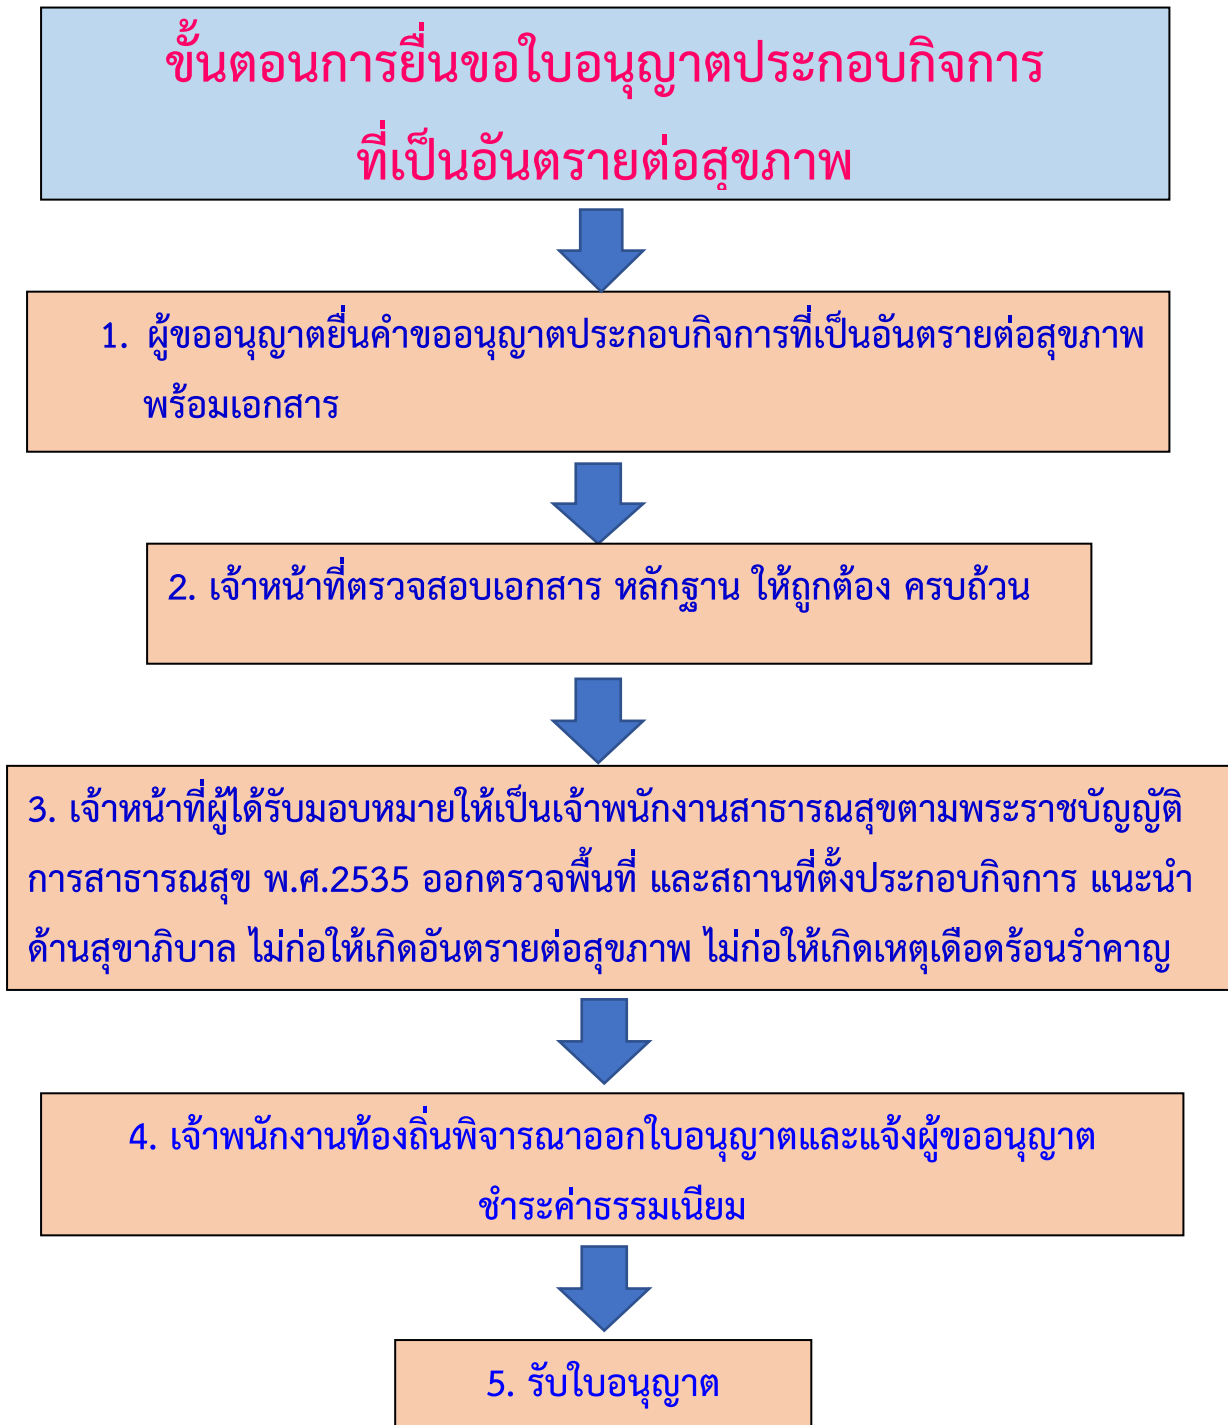 ขั้นตอนการยื่นขอใบอนุญาตประกอบกิจการ
ที่เป็นอันตรายต่อสุขภาพ
1. ผู้ขออนุญาตยื่นคำขออนุญาตประกอบกิจการที่เป็นอันตรายต่อสุขภาพ
พร้อมเอกสาร
2. เจ้าหน้าที่ตรวจสอบเอกสาร หลักฐาน ให้ถูกต้อง ครบถ้วน
3. เจ้าหน้าที่ผู้ได้รับมอบหมายให้เป็นเจ้าพนักงานสาธารณสุขตามพระราชบัญญัติ
การสาธารณสุข พ.ศ.2535 ออกตรวจพื้นที่ และสถานที่ตั้งประกอบกิจการ แนะนำ
ด้านสุขาภิบาล ไม่ก่อให้เกิดอันตรายต่อสุขภาพ ไม่ก่อให้เกิดเหตุเดือดร้อนรำคาญ
4. เจ้าพนักงานท้องถิ่นพิจารณาออกใบอนุญาตและแจ้งผู้ขออนุญาต
ชำระค่าธรรมเนียม
5. รับใบอนุญาต